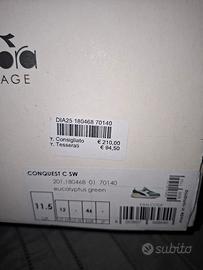 ora
AGE
DIA25 180468 70140
Y. Consigliato € 210,00
Y. Tesserati € 94,50
CONQUEST C SW
201.180468 01 70140
eucalyptus green
11.5 12 46
subito